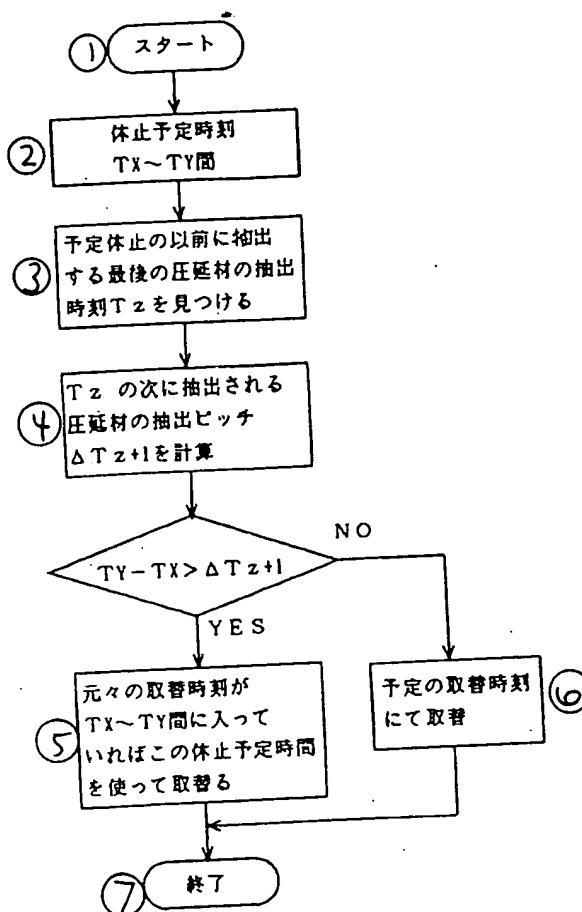 ① スタート
② 休止予定時刻
TX～TY間
③ 予定休止の以前に抽出
する最後の圧延材の抽出
時刻Tzを見つける
④ Tz の次に抽出される
圧延材の抽出ピッチ
ΔTz+1を計算
TY－TX＞ΔTz+1
NO
YES
⑤ 元々の取替時刻が
TX～TY間に入って
いればこの休止予定時間
を使って取替る
⑥ 予定の取替時刻
にて取替
⑦ 終了